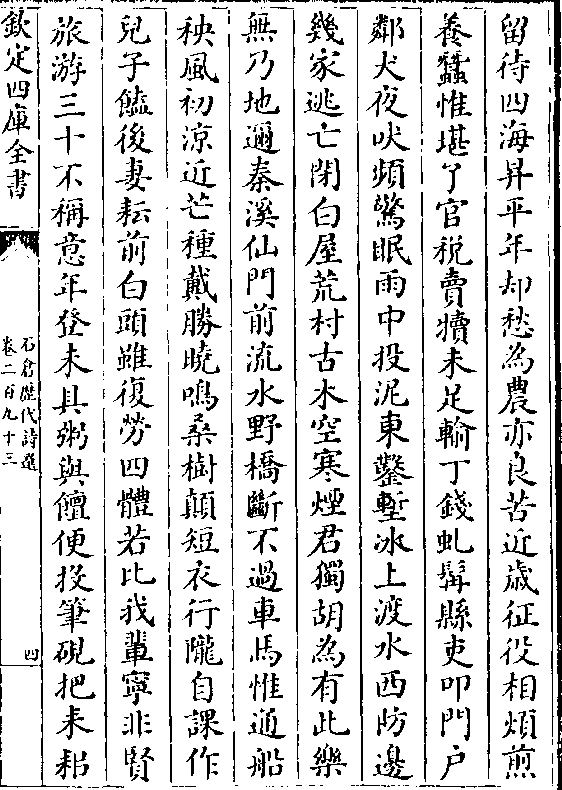 留待四海昇平年却愁為農亦良苦近歳征役相煩煎
養蠶惟堪了官税賣犢未足輸丁錢虬髯縣吏叩門户
鄰犬夜吠頻驚眠雨中投泥東鑿塹冰上渡水西防邊
幾家逃亡閉白屋荒村古木空寒煙君獨胡為有此樂
無乃地邇秦溪仙門前流水野橋斷不過車馬惟通船
秧風初涼近芒種戴勝曉鳴桑樹顛短衣行隴自課作
兒子饁後妻耘前白頭雖復勞四體若比我輩寧非賢
旅游三十不稱意年登未具粥與饘便投筆硯把耒耜
欽定四庫全書
石倉歴代詩選
卷二百九十三
四